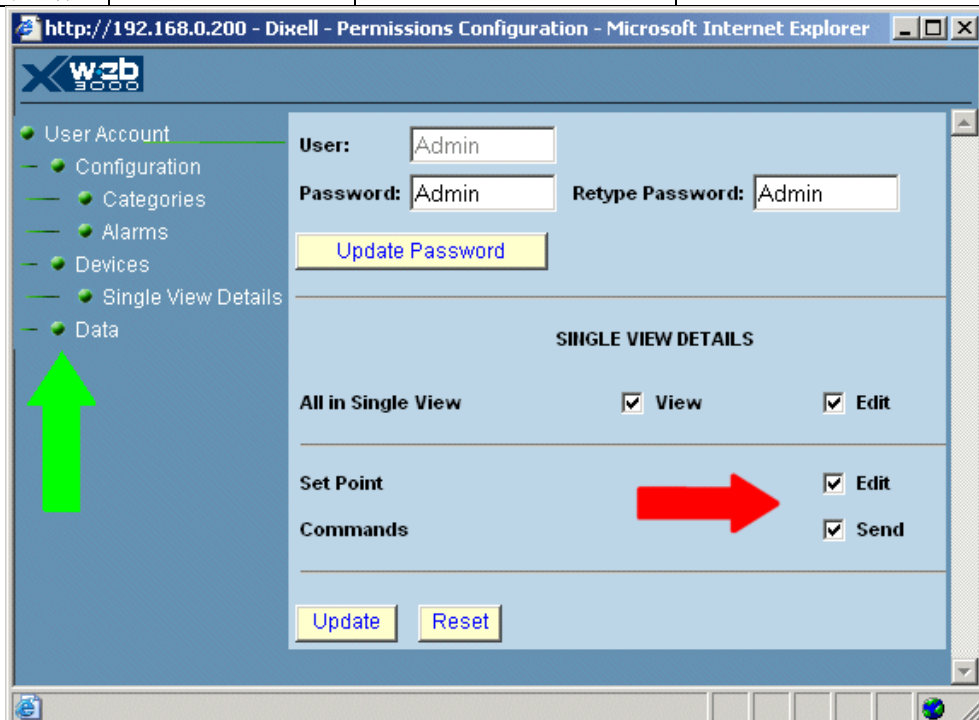 http://192.168.0.200 - Dixell - Permissions Configuration - Microsoft Internet Explorer
Xweb
3000
User Account
Configuration
Categories
Alarms
Devices
Single View Details
Data
User: Admin
Password: Admin Retype Password: Admin
Update Password
SINGLE VIEW DETAILS
All in Single View View Edit
Set Point Edit
Commands Send
Update Reset